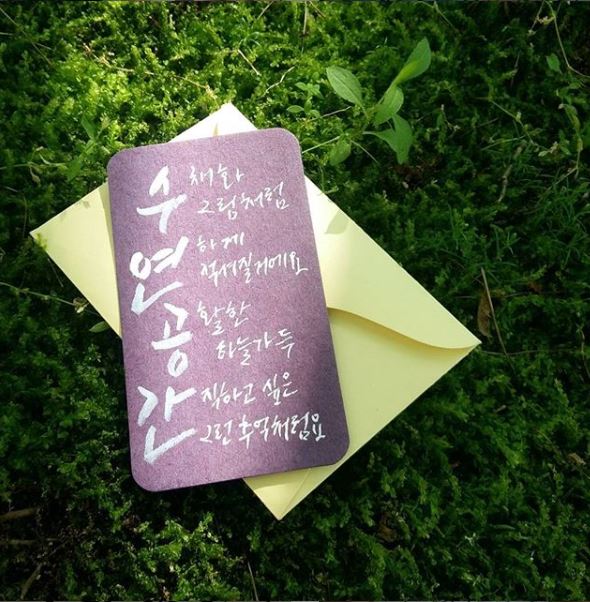 수채화
그림처럼
연하게
적셔질거에요
공활한
하늘가득
간직하고 싶은
그런 추억처럼요